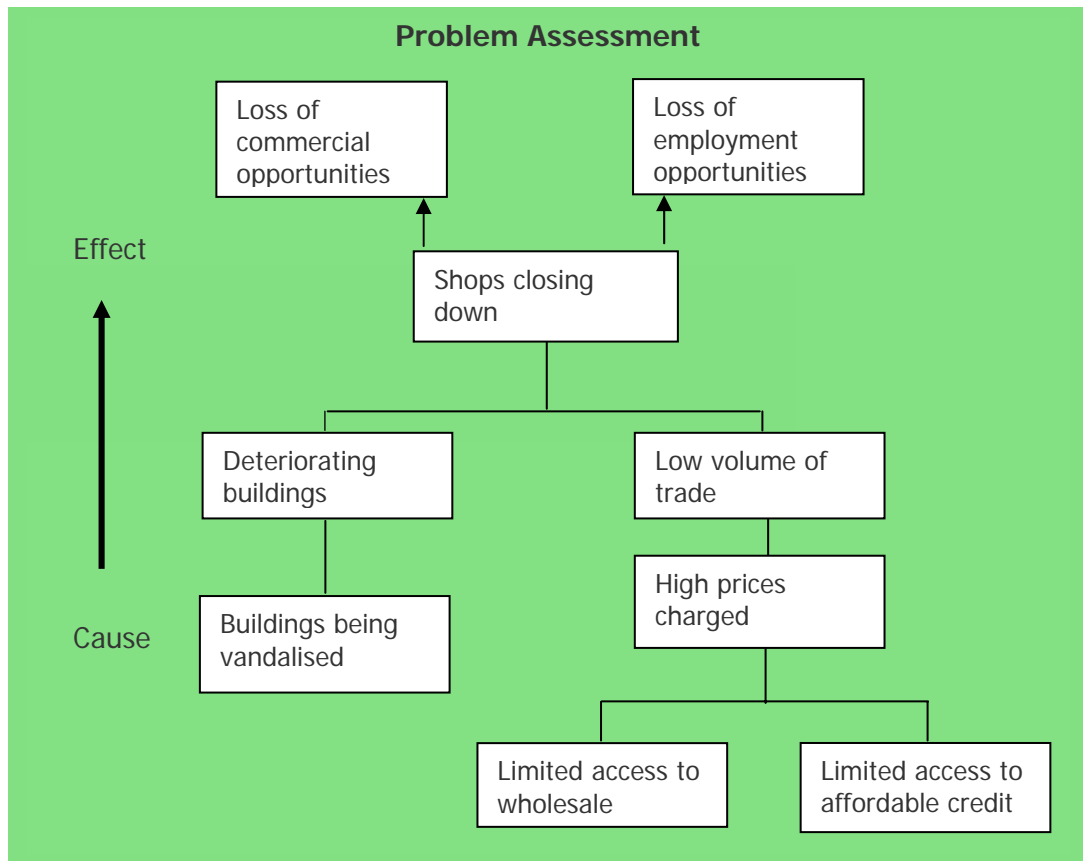 Problem Assessment
Loss of
commercial
opportunities
Loss of
employment
opportunities
Effect
Shops closing
down
Deteriorating
buildings
Low volume of
trade
High prices
charged
Cause
Buildings being
vandalised
Limited access to
wholesale
Limited access to
affordable credit